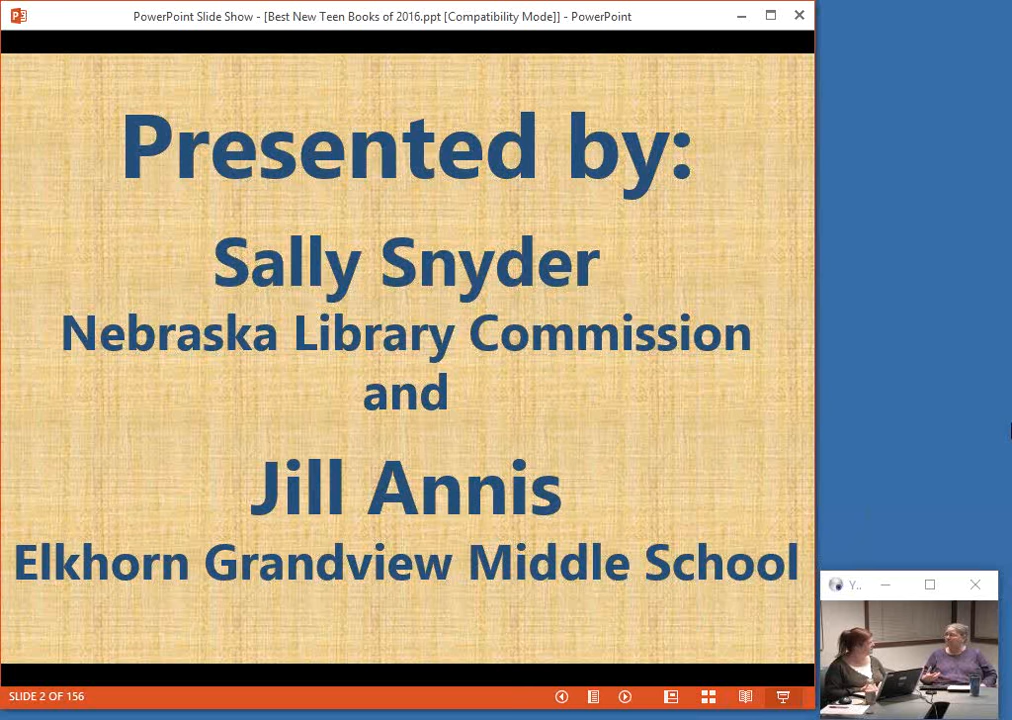 PowerPoint Slide Show - [Best New Teen Books of 2016.ppt [Compatibility Mode]] - PowerPoint
Presented by:
Sally Snyder
Nebraska Library Commission
and
Jill Annis
Elkhorn Grandview Middle School
Y..
SLIDE 2 OF 156